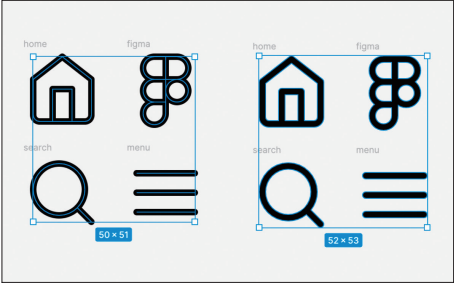 home figma
search menu
50 × 51
home figma
search menu
52 × 53